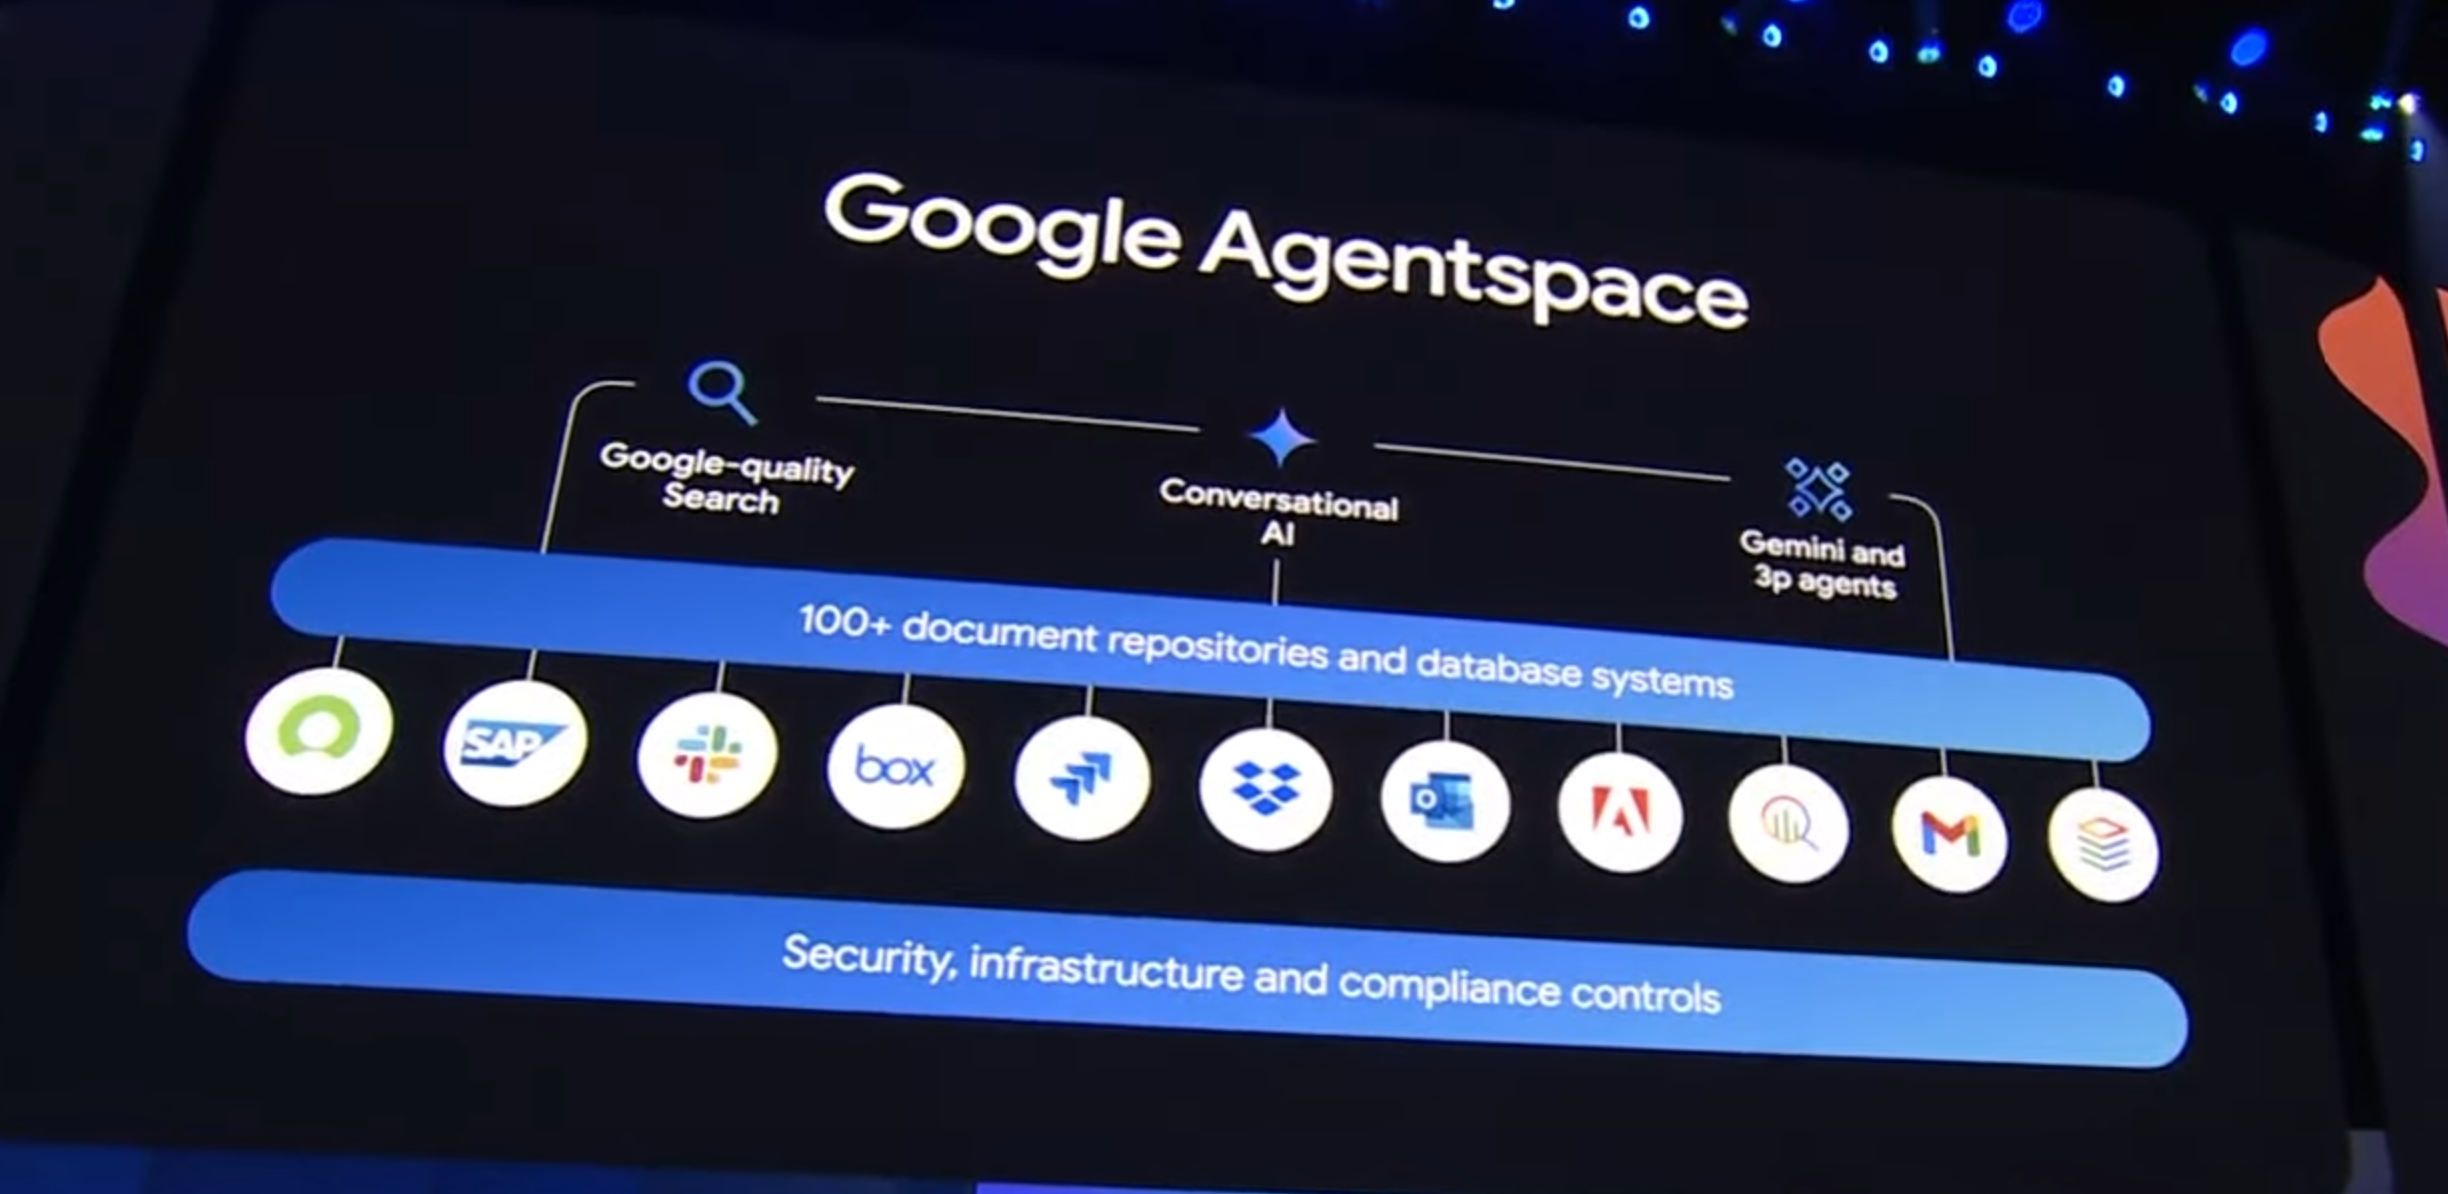 Google Agentspace
Google-quality
Search
Conversational
AI
Gemini and
3p agents
100+ document repositories and database systems
SAP
box
Security, infrastructure and compliance controls